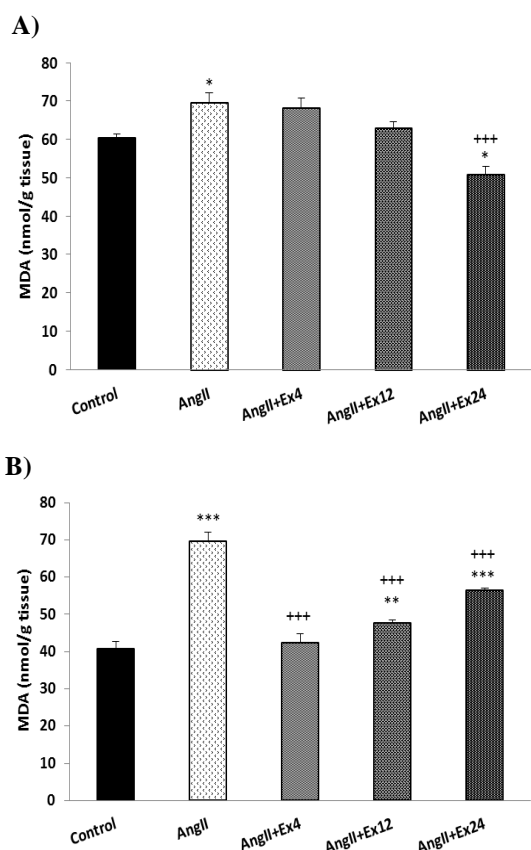 A)
80
70
60
50
40
30
20
10
0
MDA (nmol/g tissue)
*
+++
*
Control
AngII
AngII+Ex4
AngII+Ex12
AngII+Ex24
B)
80
70
60
50
40
30
20
10
0
MDA (nmol/g tissue)
***
+++
+++
**
+++
***
Control
AngII
AngII+Ex4
AngII+Ex12
AngII+Ex24